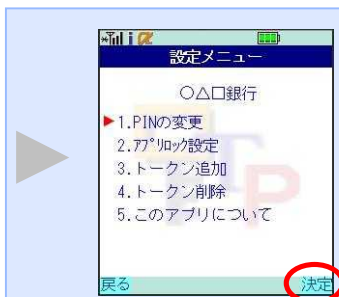 設定メニュー
○△□銀行
1.PINの変更
2.ｱﾌﾟﾘﾛｯｸ設定
3.トークン追加
4.トークン削除
5.このアプリについて
戻る 決定